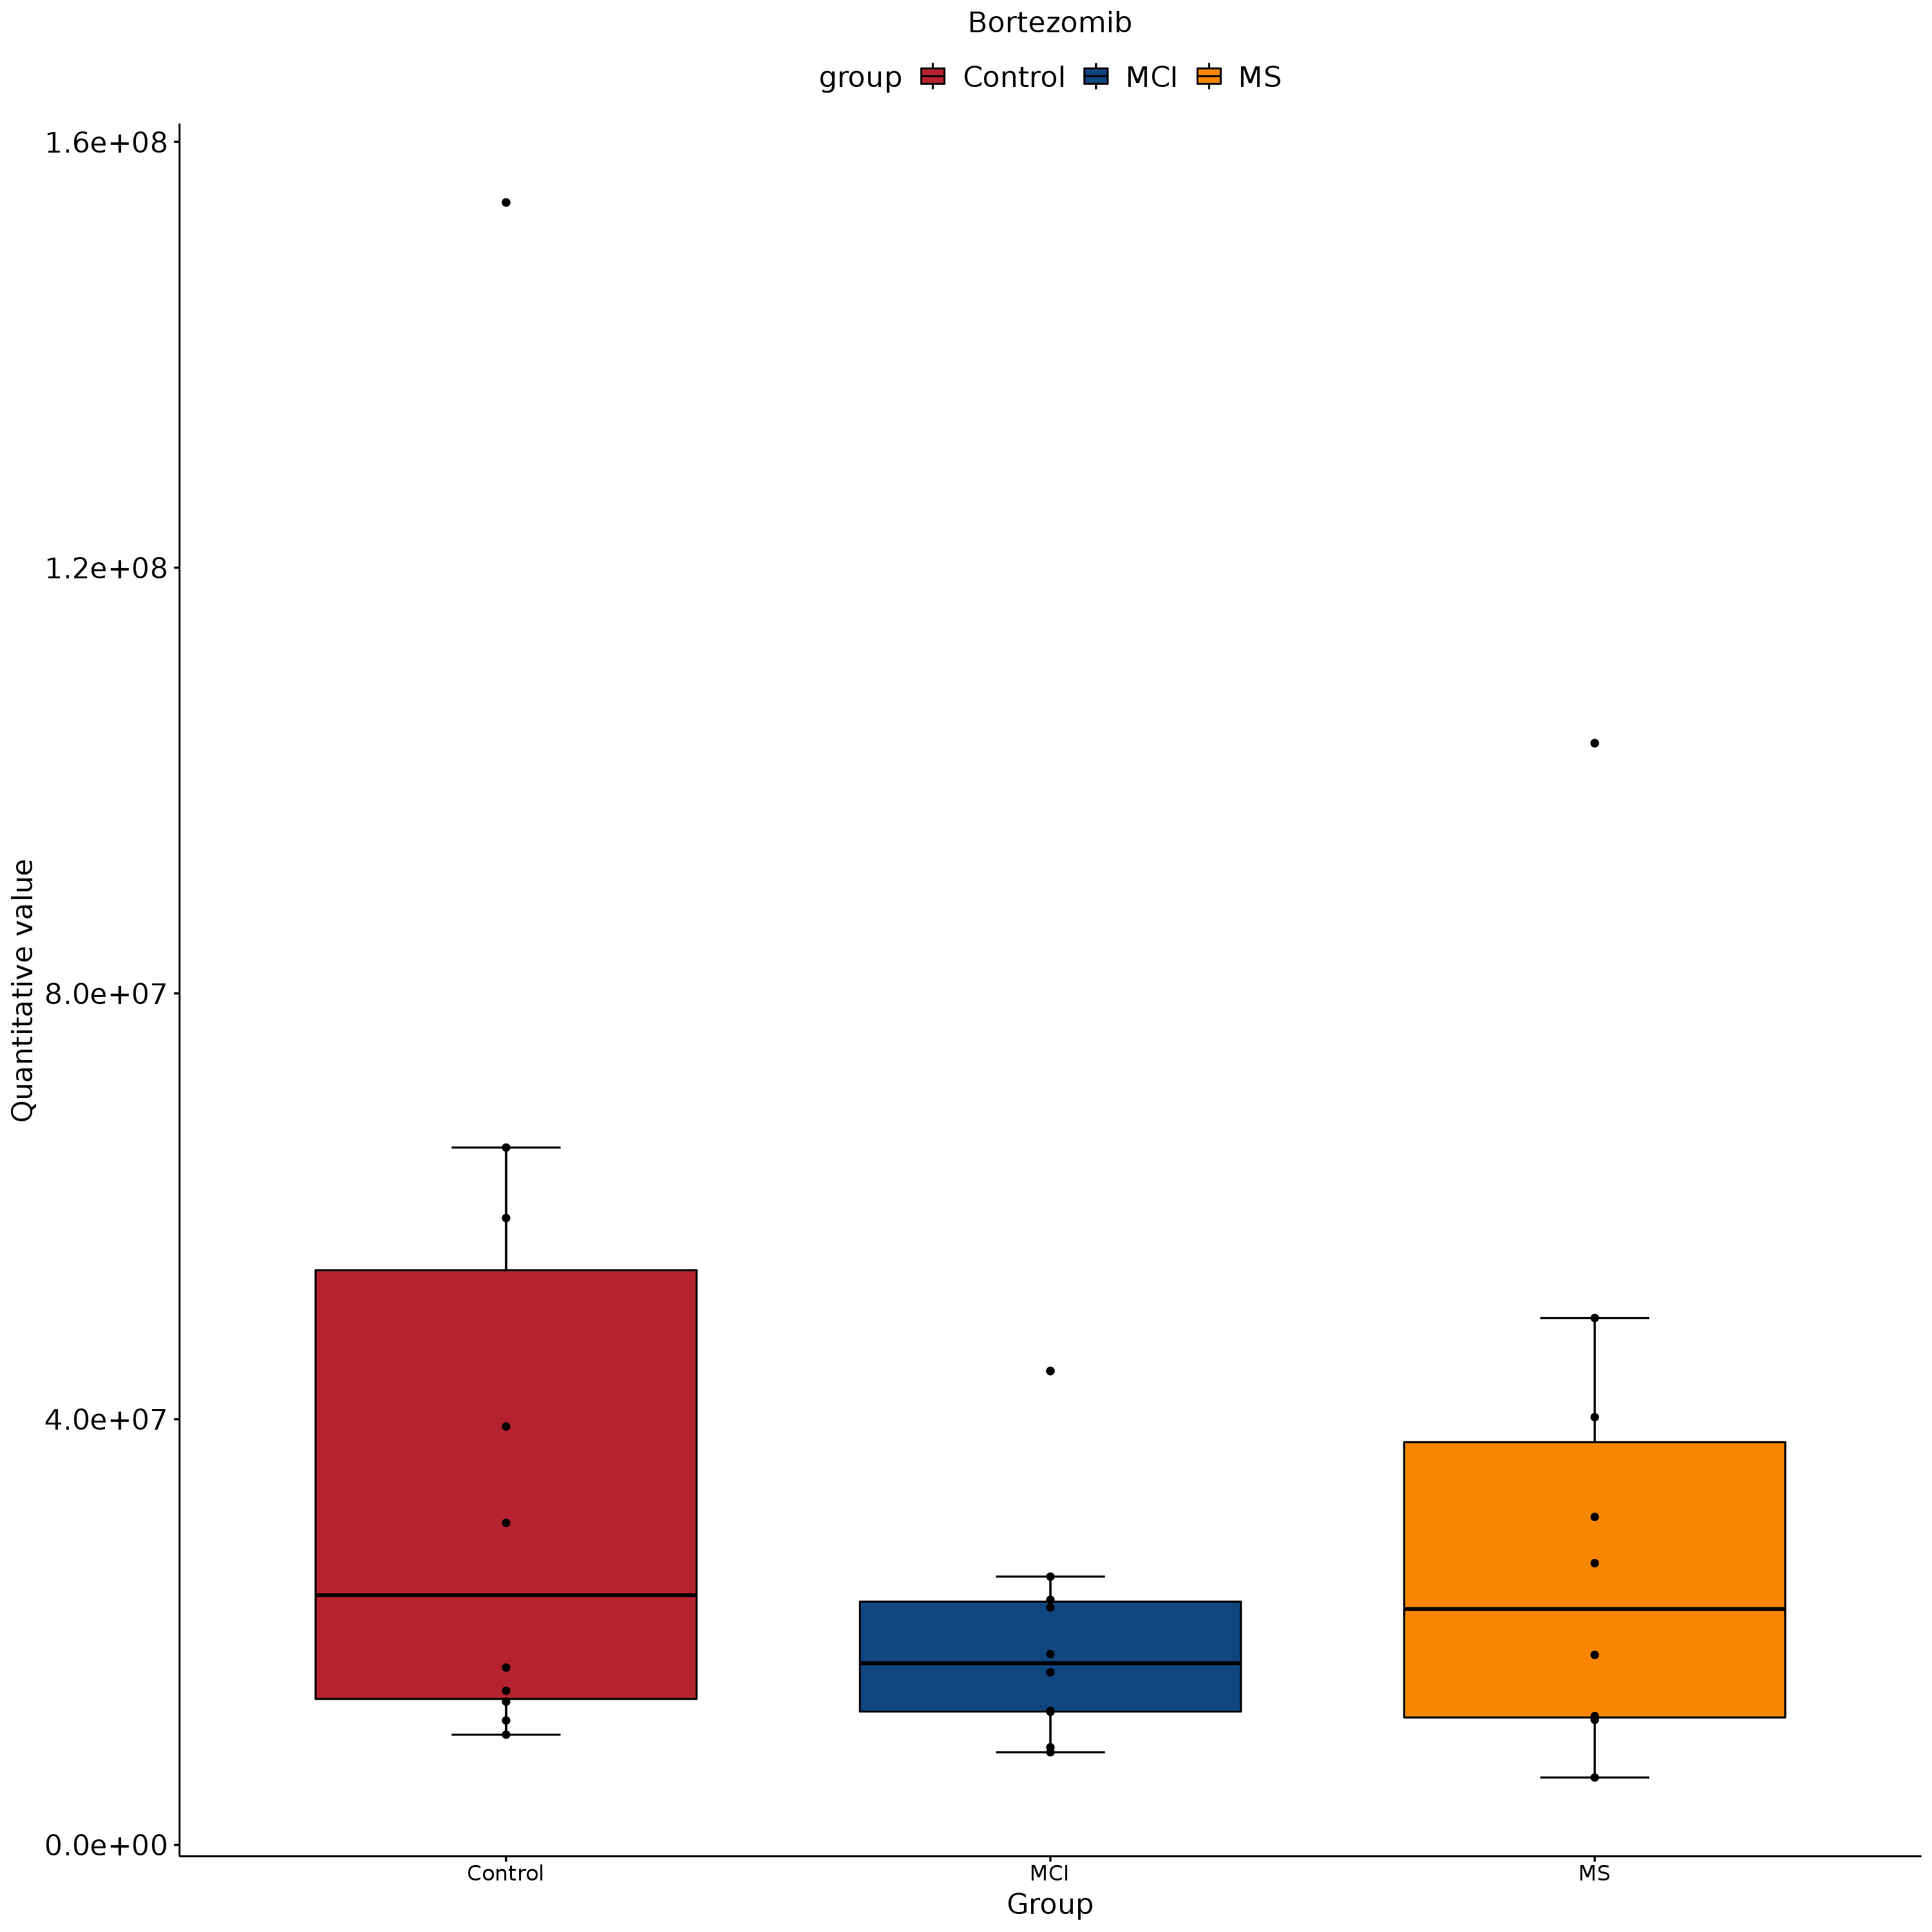 Bortezomib
group Control MCI MS
1.6e+08
1.2e+08
8.0e+07
4.0e+07
0.0e+00
Quantitative value
Control MCI MS
Group